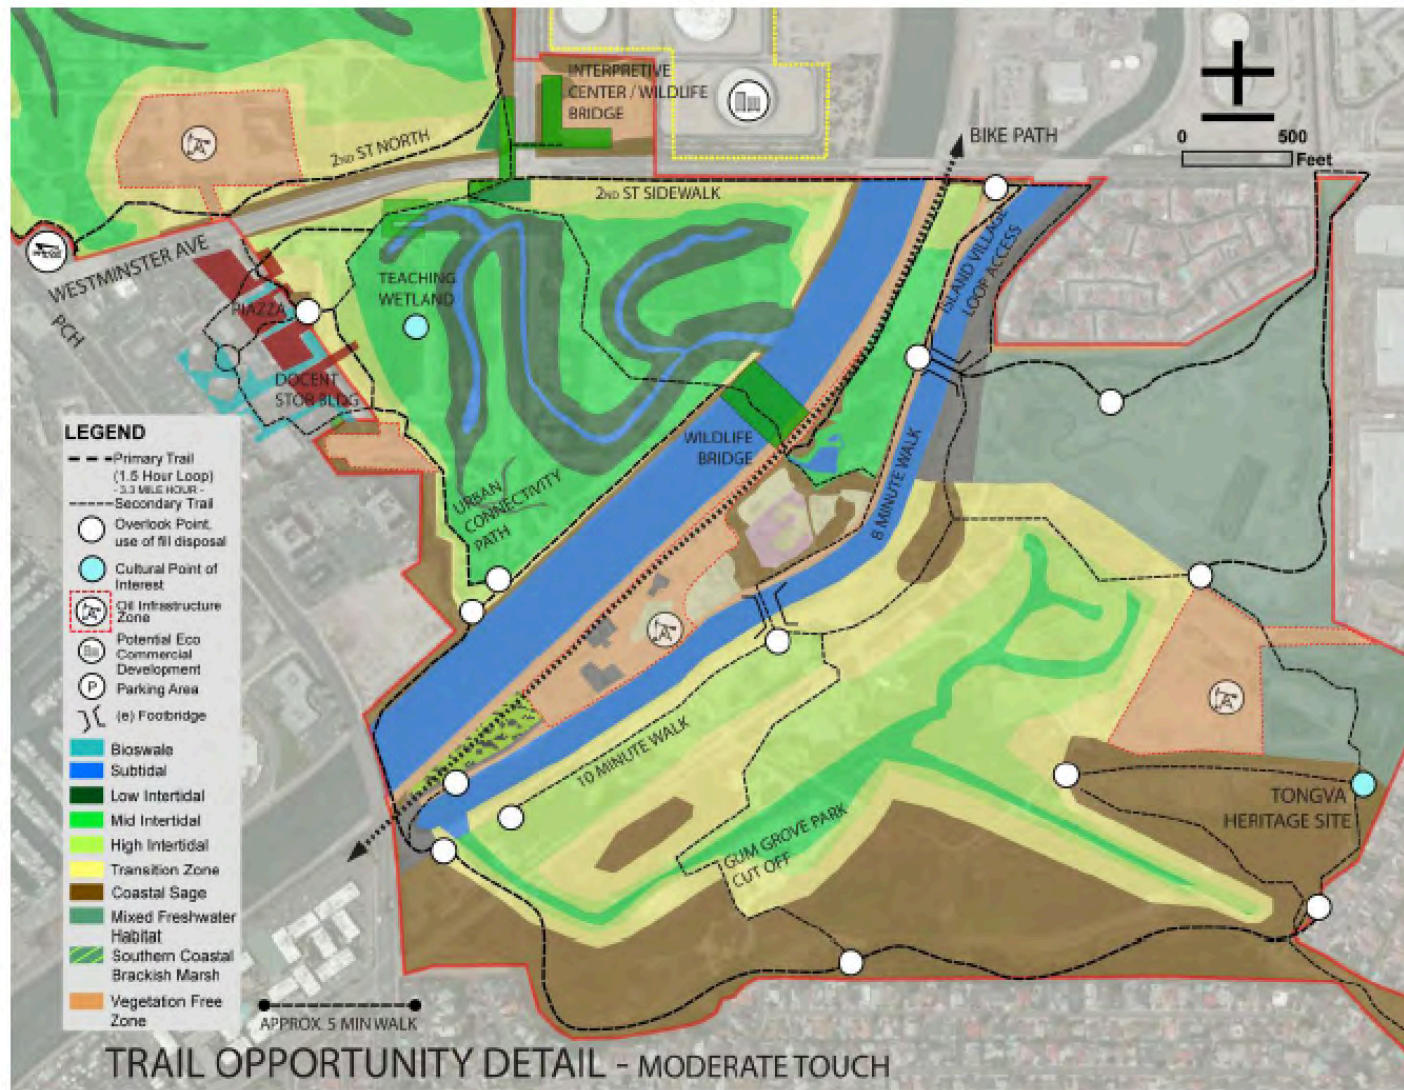 INTERPRETIVE
CENTER / WILDLIFE
BRIDGE
BIKE PATH
0 500
Feet
2ND ST NORTH
2ND ST SIDEWALK
WESTMINSTER AVE
PCH
PIAZZA
TEACHING
WETLAND
ISLAND VILLAGE
LOOP ACCESS
DOCENT
STOR BLDG
WILDLIFE
BRIDGE
URBAN
CONNECTIVITY
PATH
8 MINUTE WALK
10 MINUTE WALK
GUM GROVE PARK
CUT OFF
TONGVA
HERITAGE SITE
LEGEND
Primary Trail
(1.5 Hour Loop)
- 3.3 MILE HOUR -
Secondary Trail
Overlook Point,
use of fill disposal
Cultural Point of
Interest
Oil Infrastructure
Zone
Potential Eco
Commercial
Development
P Parking Area
(e) Footbridge
Bioswale
Subtidal
Low Intertidal
Mid Intertidal
High Intertidal
Transition Zone
Coastal Sage
Mixed Freshwater
Habitat
Southern Coastal
Brackish Marsh
Vegetation Free
Zone
APPROX. 5 MIN WALK
TRAIL OPPORTUNITY DETAIL - MODERATE TOUCH